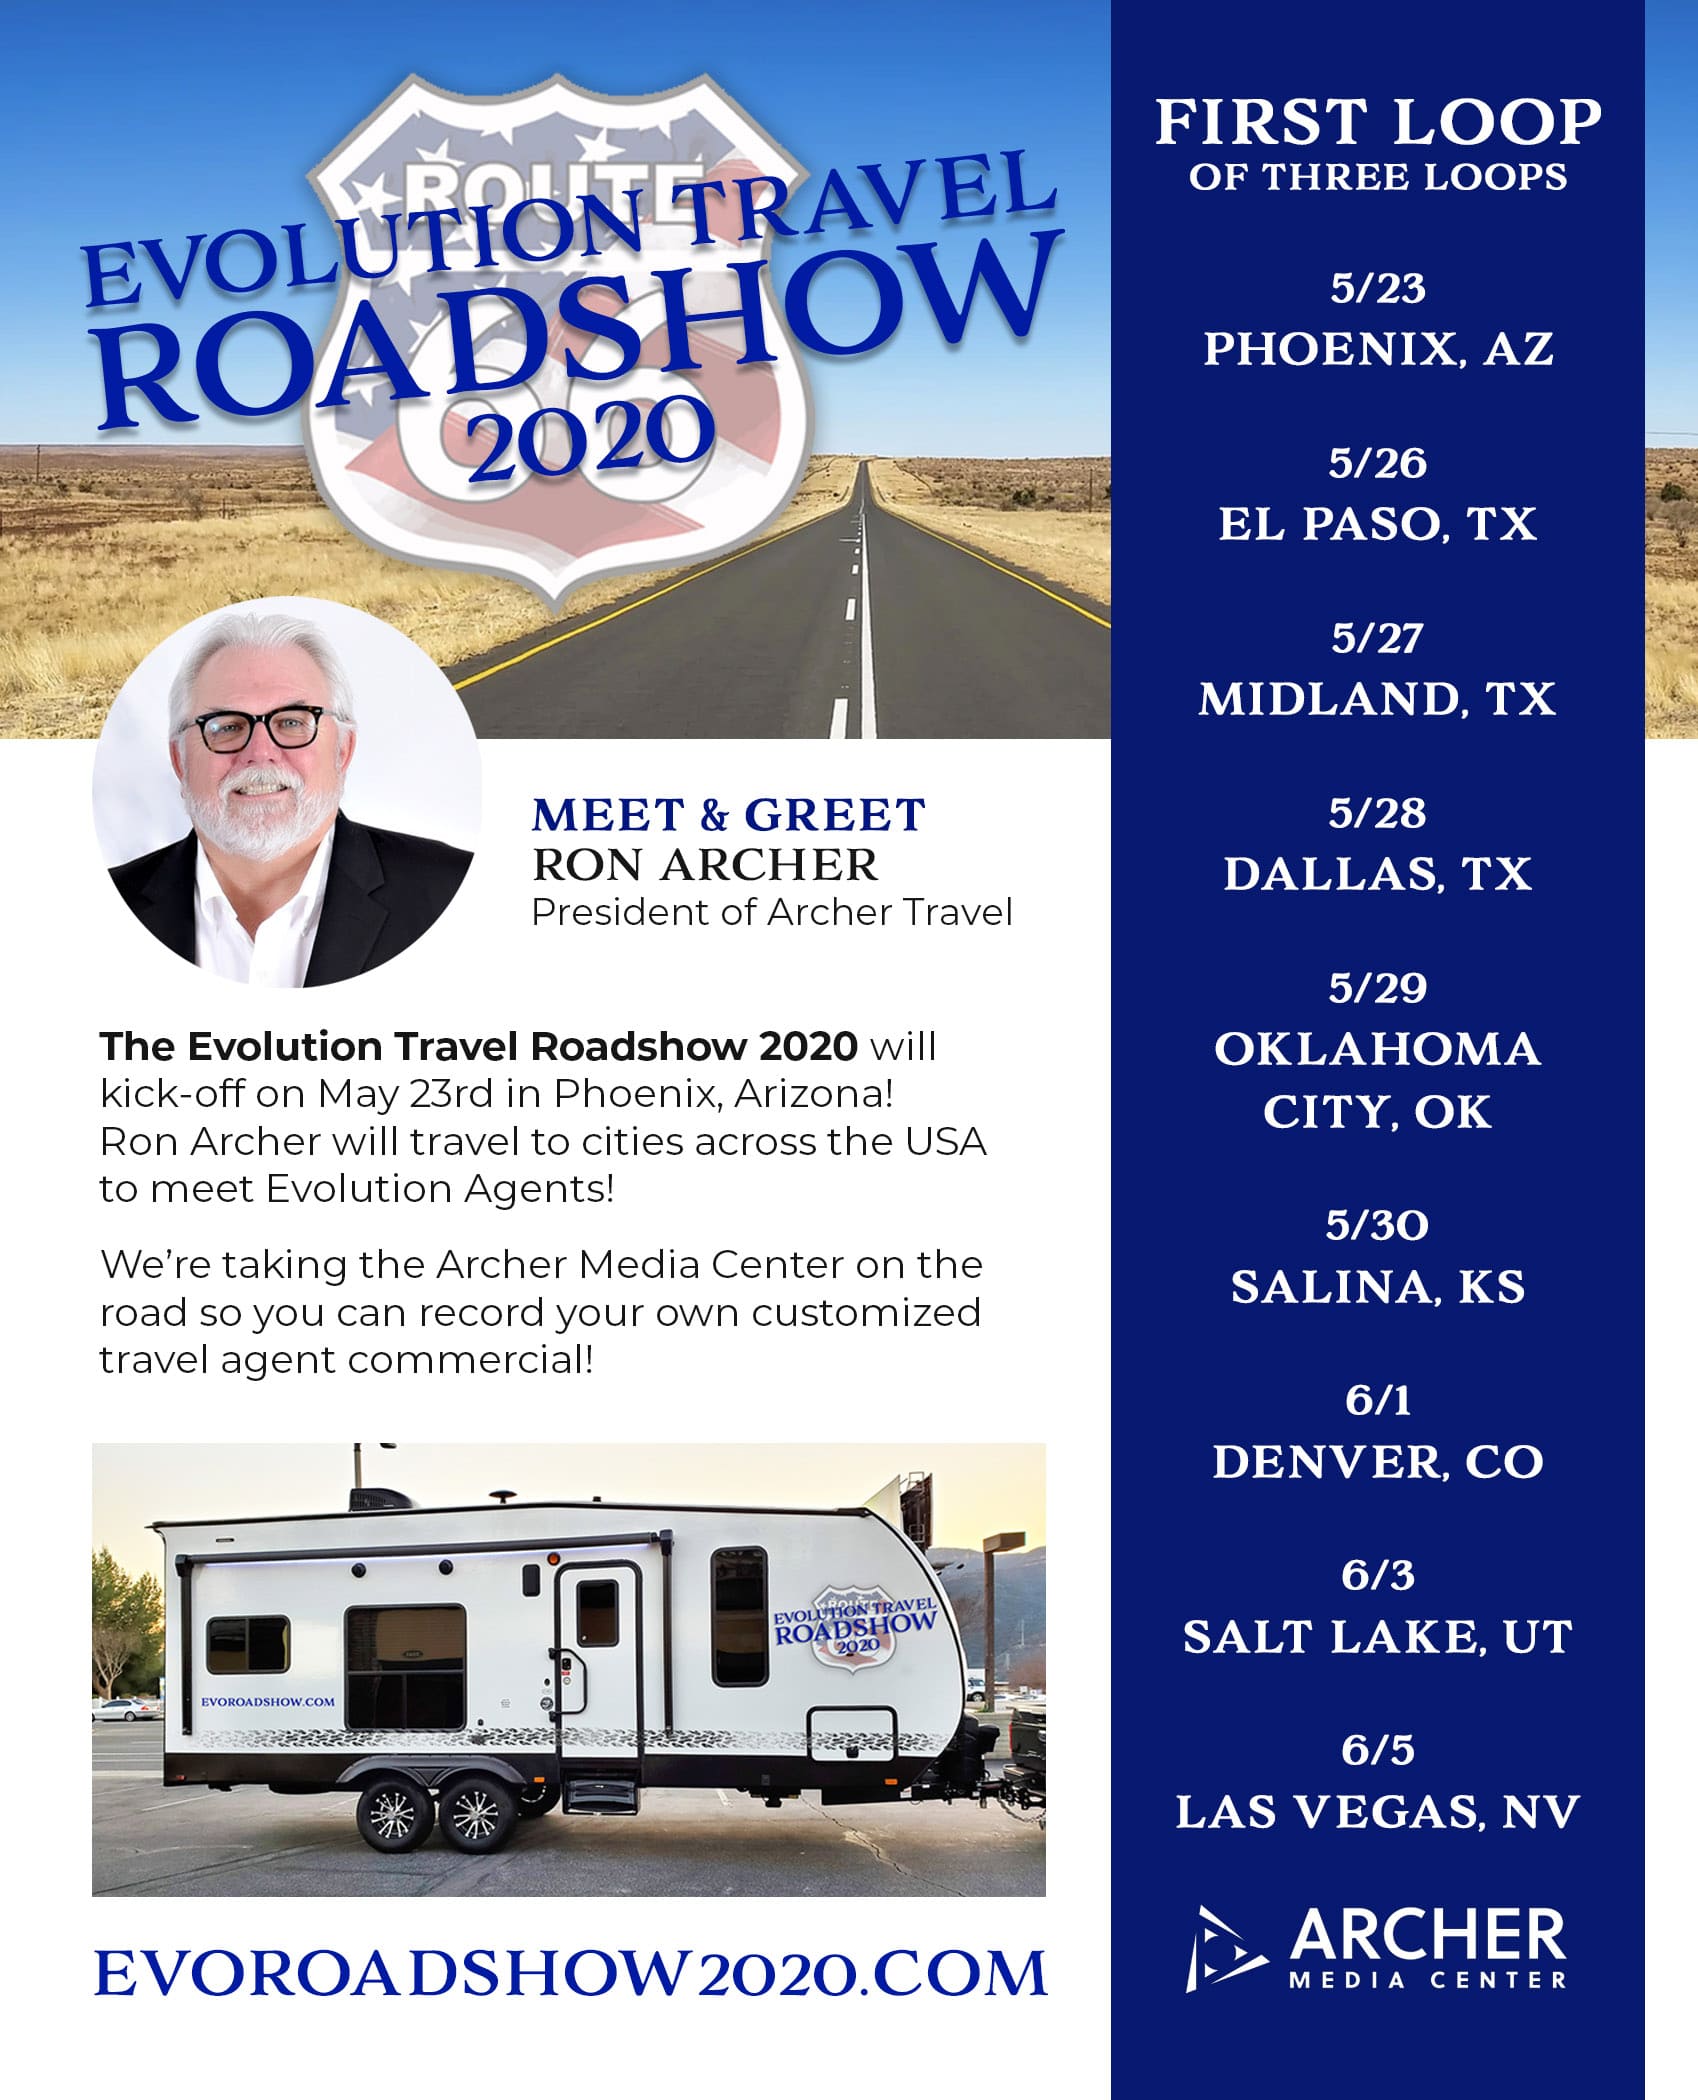 ROUTE
66
EVOLUTION TRAVEL
ROADSHOW
2020
MEET & GREET
RON ARCHER
President of Archer Travel
The Evolution Travel Roadshow 2020 will
kick-off on May 23rd in Phoenix, Arizona!
Ron Archer will travel to cities across the USA
to meet Evolution Agents!
We're taking the Archer Media Center on the
road so you can record your own customized
travel agent commercial!
ROUTE
EVOLUTION TRAVEL
ROADSHOW
2020
EVOROADSHOW.COM
EVOROADSHOW2020.COM
FIRST LOOP
OF THREE LOOPS
5/23
PHOENIX, AZ
5/26
EL PASO, TX
5/27
MIDLAND, TX
5/28
DALLAS, TX
5/29
OKLAHOMA
CITY, OK
5/30
SALINA, KS
6/1
DENVER, CO
6/3
SALT LAKE, UT
6/5
LAS VEGAS, NV
ARCHER
MEDIA CENTER